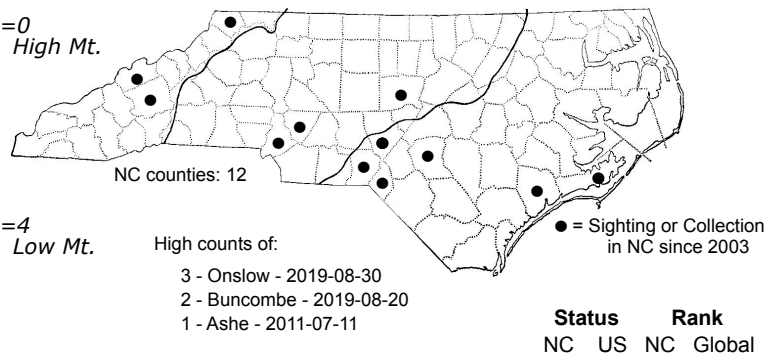 =0
High Mt.
NC counties: 12
=4
Low Mt.
High counts of:
3 - Onslow - 2019-08-30
2 - Buncombe - 2019-08-20
1 - Ashe - 2011-07-11
● = Sighting or Collection
in NC since 2003
Status Rank
NC US NC Global